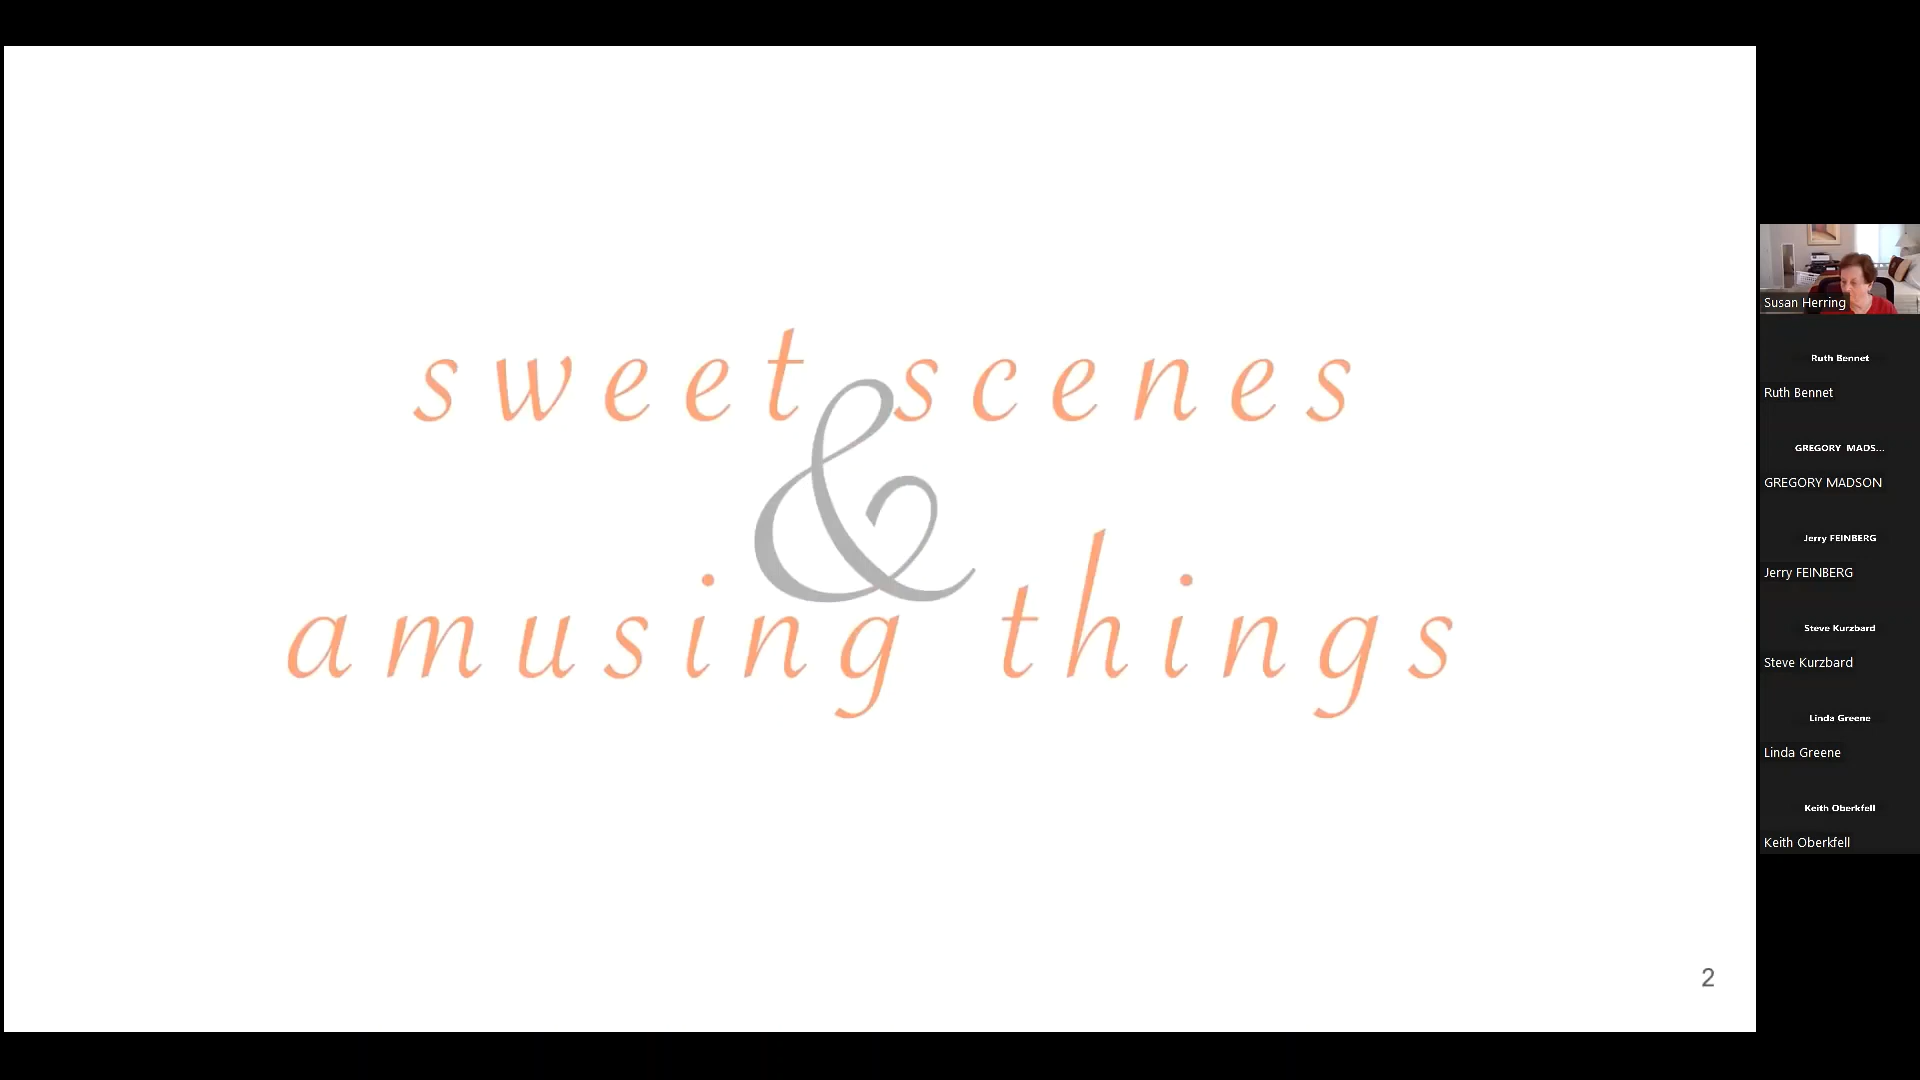 sweet scenes
&
amusing things
2
Susan Herring
Ruth Bennet
Ruth Bennet
GREGORY MADS...
GREGORY MADSON
Jerry FEINBERG
Jerry FEINBERG
Steve Kurzbard
Steve Kurzbard
Linda Greene
Linda Greene
Keith Oberkfell
Keith Oberkfell